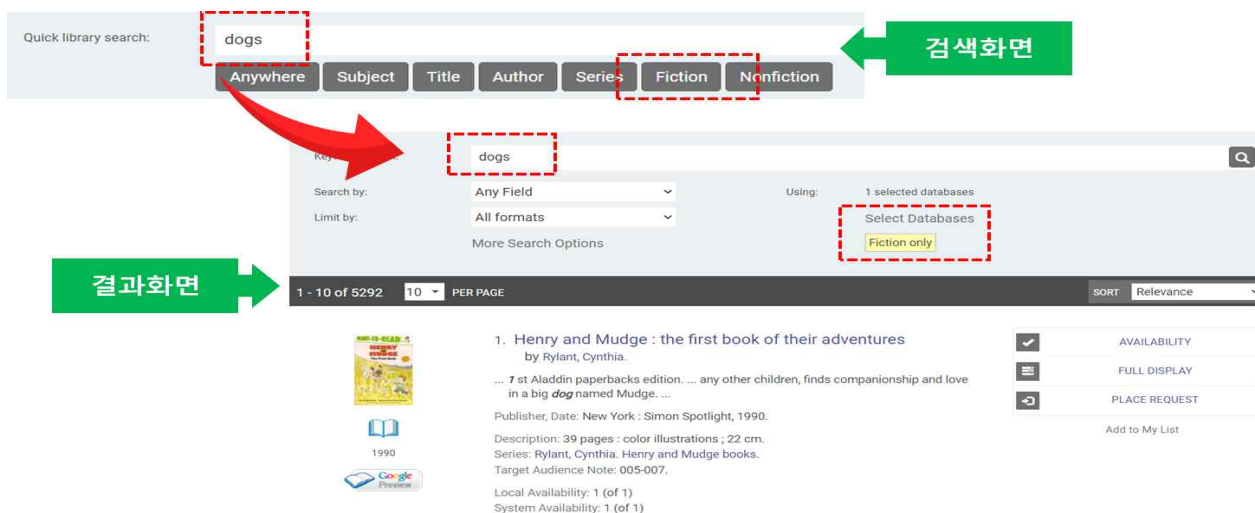 Quick library search:
dogs
검색화면
Anywhere Subject Title Author Series Fiction Nonfiction
dogs
Search by: Any Field Using: 1 selected databases
Limit by: All formats Select Databases
More Search Options Fiction only
결과화면
1 - 10 of 5292 10 PER PAGE SORT Relevance
READY-TO-READ
HENRY AND MUDGE
1. Henry and Mudge : the first book of their adventures
by Rylant, Cynthia.
... 1 st Aladdin paperbacks edition. ... any other children, finds companionship and love
in a big dog named Mudge. ...
Publisher, Date: New York : Simon Spotlight, 1990.
Description: 39 pages : color illustrations ; 22 cm.
Series: Rylant, Cynthia. Henry and Mudge books.
Target Audience Note: 005-007.
Local Availability: 1 (of 1)
System Availability: 1 (of 1)
1990
Google
Preview
AVAILABILITY
FULL DISPLAY
PLACE REQUEST
Add to My List